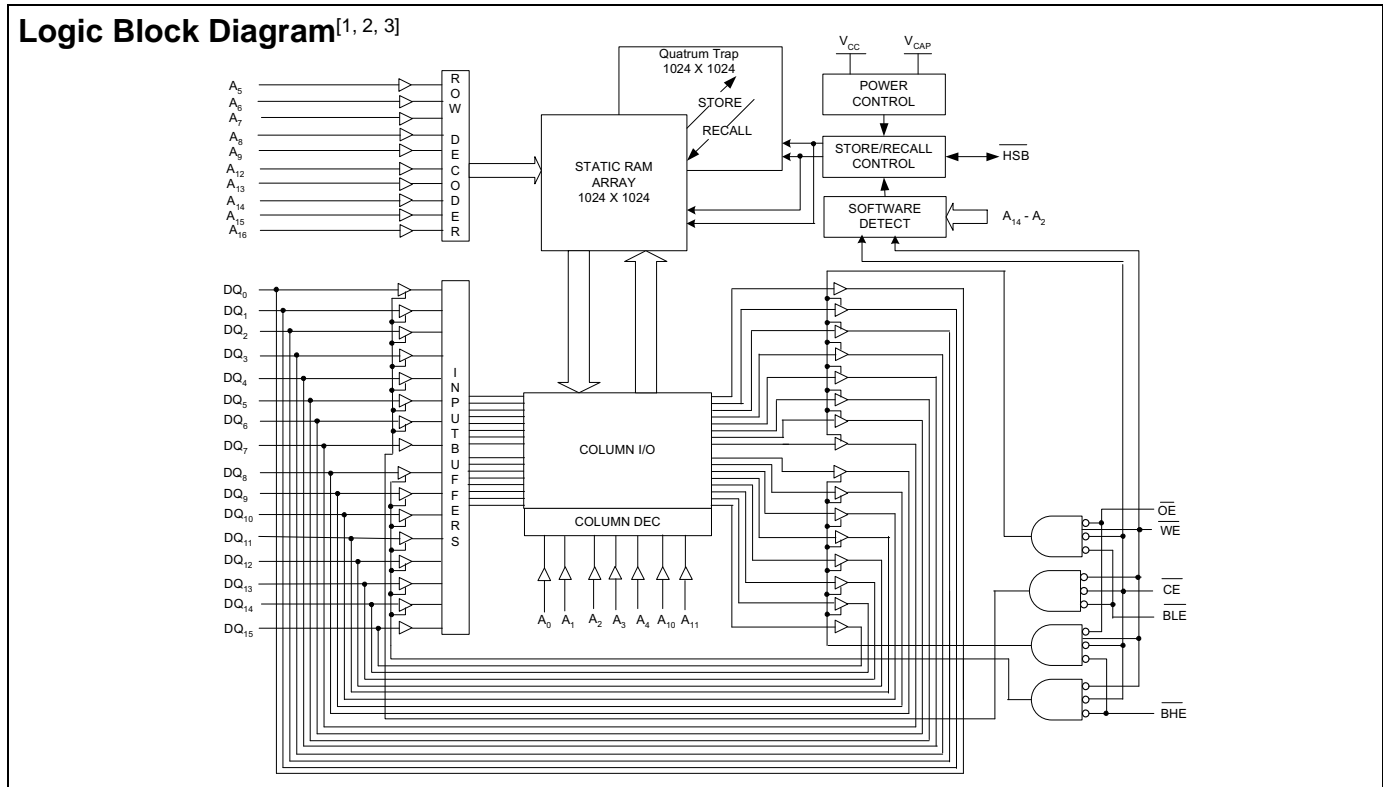 Logic Block Diagram[1, 2, 3]
A5
A6
A7
A8
A9
A12
A13
A14
A15
A16
ROW DECODER
Quatrum Trap
1024 X 1024
STORE
RECALL
STATIC RAM
ARRAY
1024 X 1024
VCC
VCAP
POWER
CONTROL
STORE/RECALL
CONTROL
HSB
SOFTWARE
DETECT
A14 - A2
DQ0
DQ1
DQ2
DQ3
DQ4
DQ5
DQ6
DQ7
DQ8
DQ9
DQ10
DQ11
DQ12
DQ13
DQ14
DQ15
INPUTBUFFERS
COLUMN I/O
COLUMN DEC
A0 A1 A2 A3 A4 A10 A11
OE
WE
CE
BLE
BHE